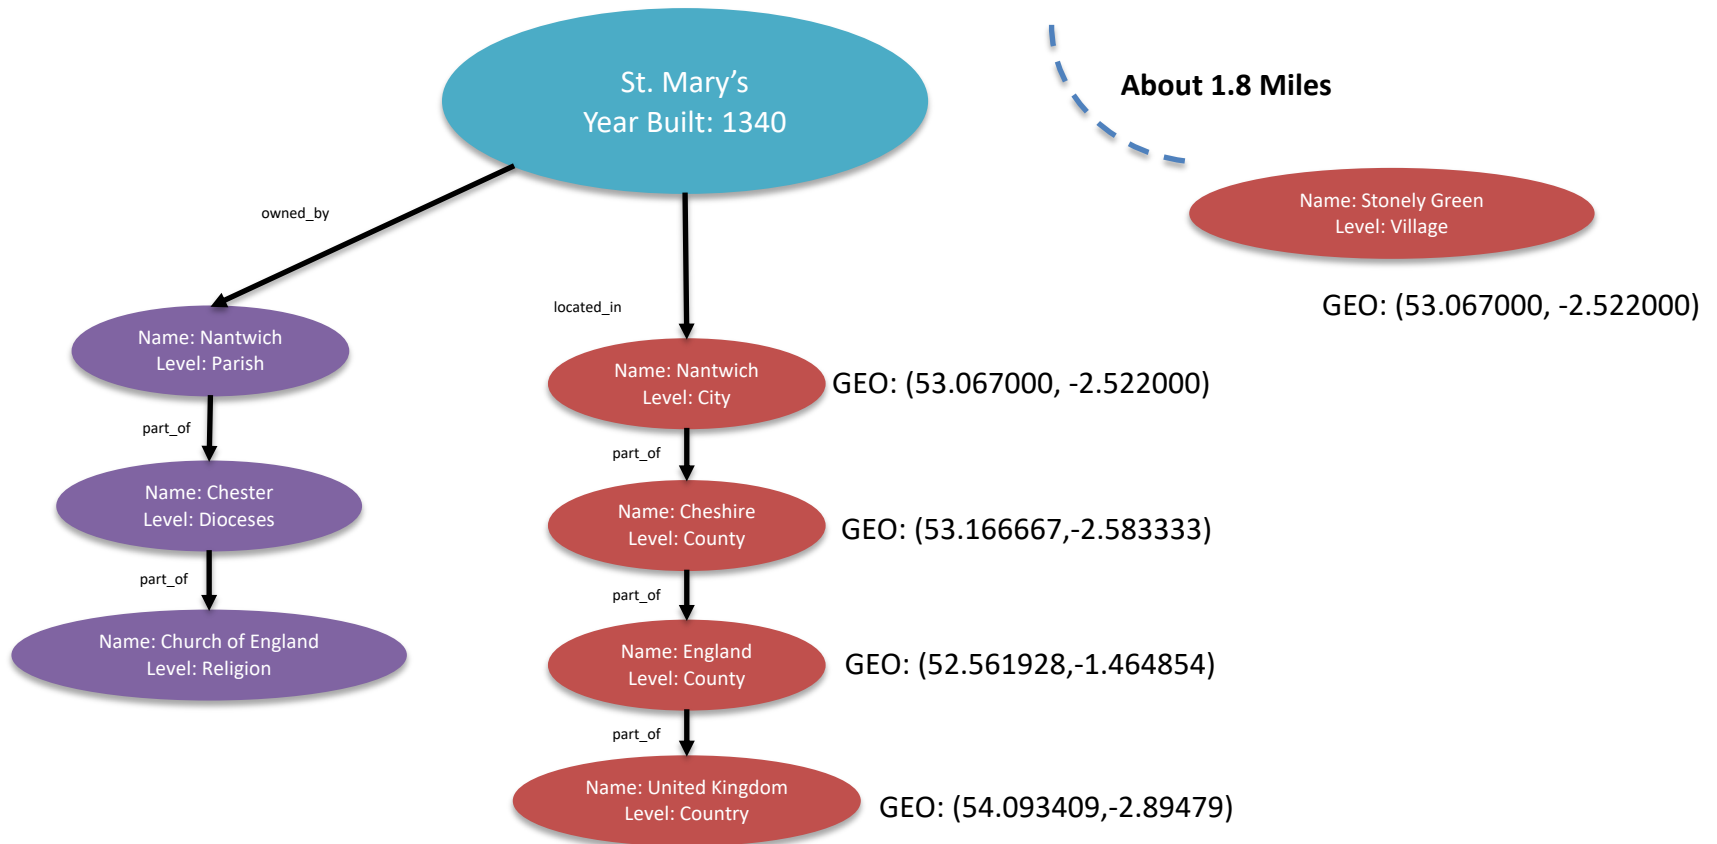 St. Mary's
Year Built: 1340
About 1.8 Miles
Name: Stonely Green
Level: Village
GEO: (53.067000, -2.522000)
owned_by
located_in
Name: Nantwich
Level: Parish
part_of
Name: Chester
Level: Dioceses
part_of
Name: Church of England
Level: Religion
Name: Nantwich
Level: City
GEO: (53.067000, -2.522000)
part_of
Name: Cheshire
Level: County
GEO: (53.166667,-2.583333)
part_of
Name: England
Level: County
GEO: (52.561928,-1.464854)
part_of
Name: United Kingdom
Level: Country
GEO: (54.093409,-2.89479)